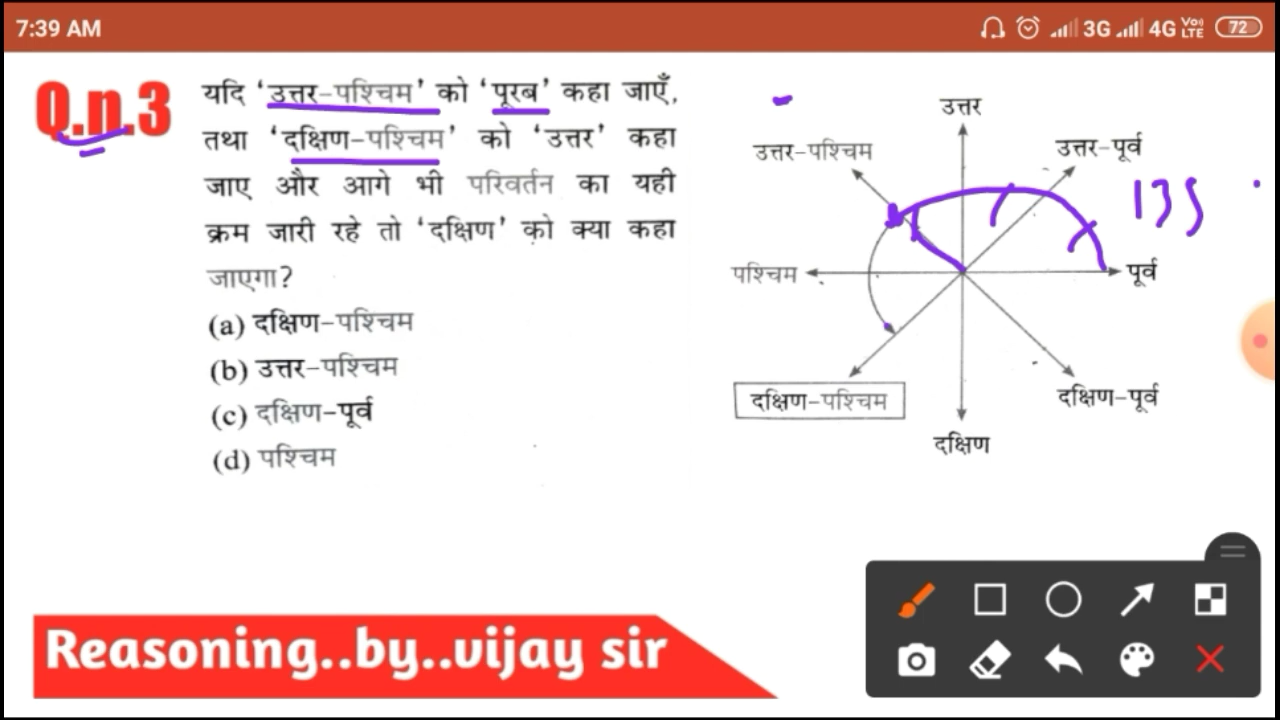 7:39 AM
3G 4G VoLTE 72
Q.n.3
यदि ‘उत्तर-पश्चिम’ को ‘पूरब’ कहा जाएँ,
तथा ‘दक्षिण-पश्चिम’ को ‘उत्तर’ कहा
जाए और आगे भी परिवर्तन का यही
क्रम जारी रहे तो ‘दक्षिण’ को क्या कहा
जाएगा?
(a) दक्षिण-पश्चिम
(b) उत्तर-पश्चिम
(c) दक्षिण-पूर्व
(d) पश्चिम
उत्तर
उत्तर-पश्चिम
उत्तर-पूर्व
135
पश्चिम
पूर्व
दक्षिण-पश्चिम
दक्षिण-पूर्व
दक्षिण
Reasoning..by..vijay sir